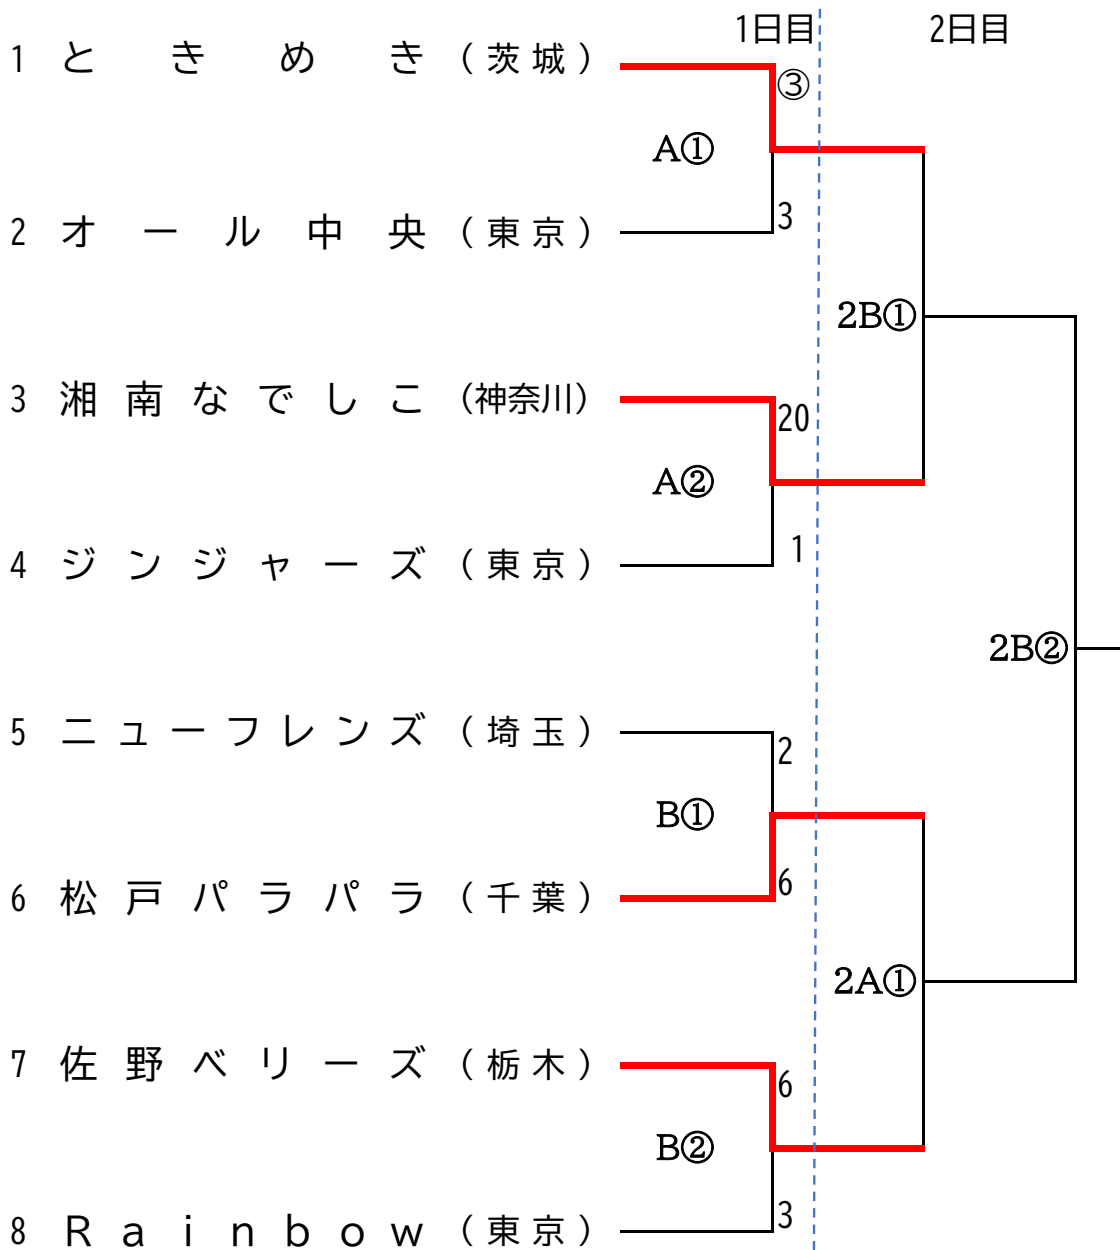 1日目 2日目
1 ときめき (茨城) ③
A①
2 オール中央 (東京) 3
2B①
3 湘南なでしこ (神奈川) 20
A②
4 ジンジャーズ (東京) 1
2B②
5 ニューフレンズ (埼玉) 2
B①
6 松戸パラパラ (千葉) 6
2A①
7 佐野ベリーズ (栃木) 6
B②
8 Rainbow (東京) 3